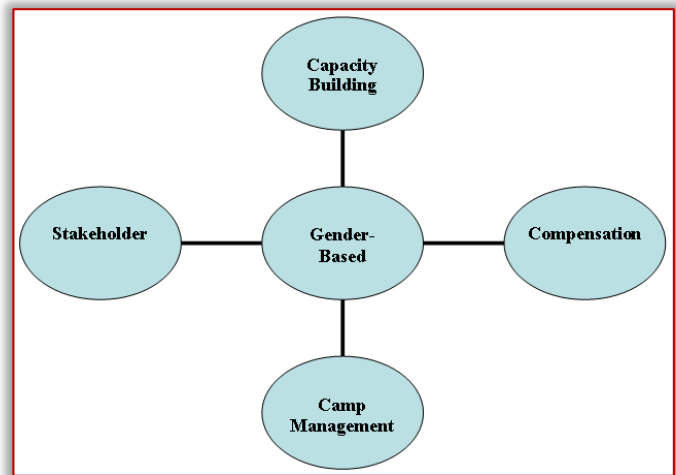 Capacity
Building
Stakeholder
Gender-
Based
Compensation
Camp
Management